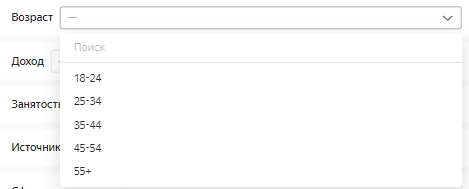 Возраст —
Поиск
Доход
18-24
25-34
Занятость
35-44
45-54
Источник
55+